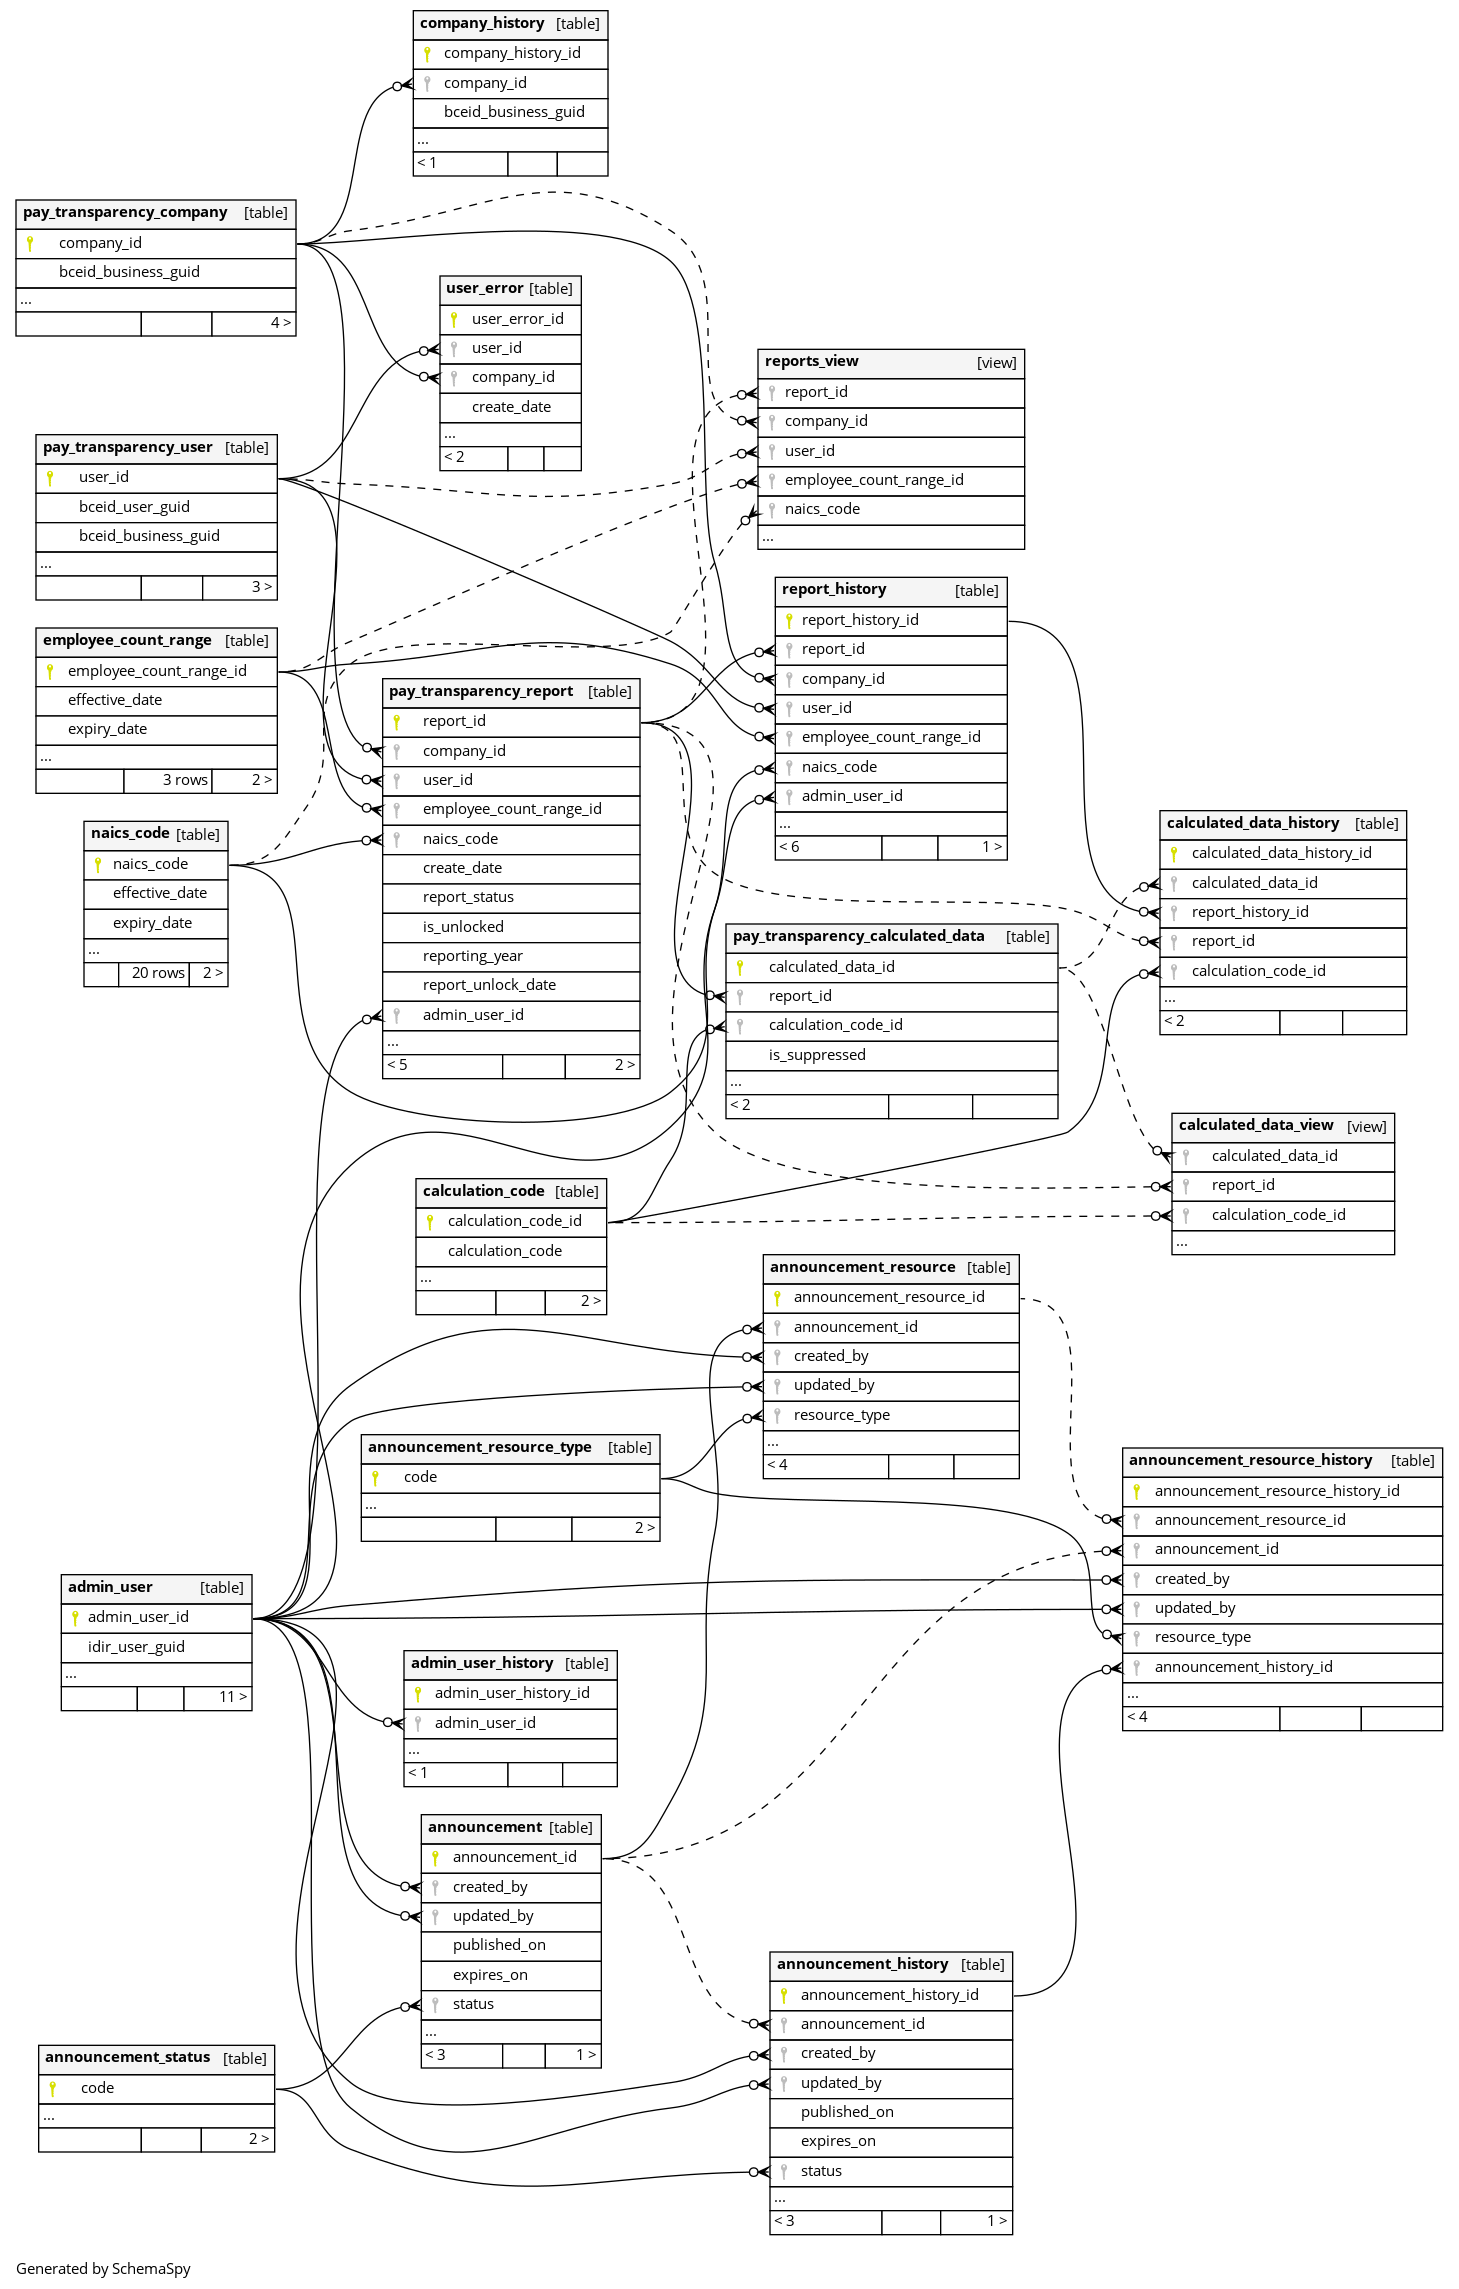 company_history [table]
company_history_id
company_id
bceid_business_guid
...
< 1
pay_transparency_company [table]
company_id
bceid_business_guid
...
4 >
user_error [table]
user_error_id
user_id
company_id
create_date
...
< 2
reports_view [view]
report_id
company_id
user_id
employee_count_range_id
naics_code
...
pay_transparency_user [table]
user_id
bceid_user_guid
bceid_business_guid
...
3 >
report_history [table]
report_history_id
report_id
company_id
user_id
employee_count_range_id
naics_code
admin_user_id
...
< 6 1 >
employee_count_range [table]
employee_count_range_id
effective_date
expiry_date
...
3 rows 2 >
pay_transparency_report [table]
report_id
company_id
user_id
employee_count_range_id
naics_code
create_date
report_status
is_unlocked
reporting_year
report_unlock_date
admin_user_id
...
< 5 2 >
naics_code [table]
naics_code
effective_date
expiry_date
...
20 rows 2 >
calculated_data_history [table]
calculated_data_history_id
calculated_data_id
report_history_id
report_id
calculation_code_id
...
< 2
pay_transparency_calculated_data [table]
calculated_data_id
report_id
calculation_code_id
is_suppressed
...
< 2
calculated_data_view [view]
calculated_data_id
report_id
calculation_code_id
...
calculation_code [table]
calculation_code_id
calculation_code
...
2 >
announcement_resource [table]
announcement_resource_id
announcement_id
created_by
updated_by
resource_type
...
< 4
announcement_resource_type [table]
code
...
2 >
announcement_resource_history [table]
announcement_resource_history_id
announcement_resource_id
announcement_id
created_by
updated_by
resource_type
announcement_history_id
...
< 4
admin_user [table]
admin_user_id
idir_user_guid
...
11 >
admin_user_history [table]
admin_user_history_id
admin_user_id
...
< 1
announcement [table]
announcement_id
created_by
updated_by
published_on
expires_on
status
...
< 3 1 >
announcement_history [table]
announcement_history_id
announcement_id
created_by
updated_by
published_on
expires_on
status
...
< 3 1 >
announcement_status [table]
code
...
2 >
Generated by SchemaSpy